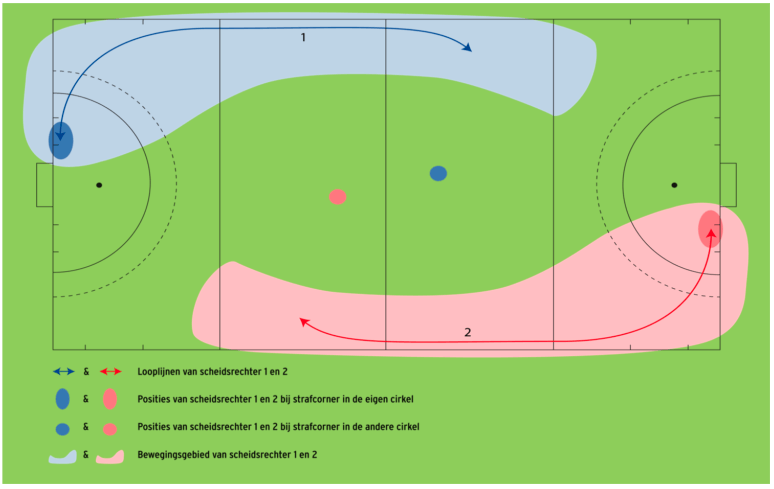 1
2
& Looplijnen van scheidsrechter 1 en 2
& Posities van scheidsrechter 1 en 2 bij strafcorner in de eigen cirkel
& Posities van scheidsrechter 1 en 2 bij strafcorner in de andere cirkel
& Bewegingsgebied van scheidsrechter 1 en 2